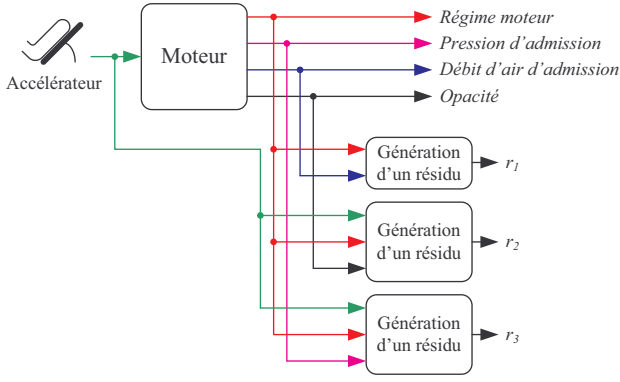 Accélérateur
Moteur
Régime moteur
Pression d'admission
Débit d'air d'admission
Opacité
Génération
d'un résidu
r1
Génération
d'un résidu
r2
Génération
d'un résidu
r3